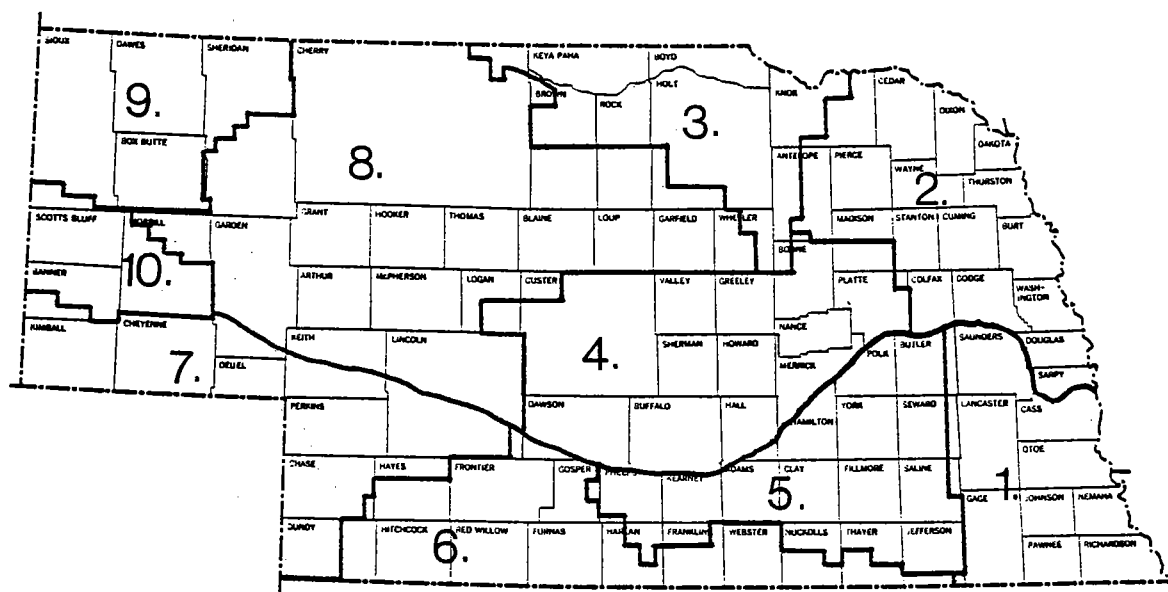 SIOUX DAWES SHERIDAN CHERRY KEYA PAHA BOYD
BROWN ROCK HOLT KNOX CEDAR DIXON
9. 3. DAKOTA
BOX BUTTE 8. ANTELOPE PIERCE WAYNE 2. THURSTON
SCOTTS BLUFF MORRILL GARDEN GRANT HOOKER THOMAS BLAINE LOUP GARFIELD WHEELER BOONE MADISON STANTON CUMING BURT
BANNER 10. ARTHUR McPHERSON LOGAN CUSTER VALLEY GREELEY PLATTE COLFAX DODGE WASH-
INGTON
KIMBALL CHEYENNE NANCE
7. DEUEL KEITH LINCOLN 4. SHERMAN HOWARD MERRICK POLK BUTLER SAUNDERS DOUGLAS
SARPY
PERKINS DAWSON BUFFALO HALL HAMILTON YORK SEWARD LANCASTER CASS
OTOE
CHASE HAYES FRONTIER GOSPER PHELPS KEARNEY ADAMS CLAY FILLMORE SALINE
5. GAGE 1. JOHNSON NEMAHA
DUNDY HITCHCOCK RED WILLOW FURNAS HARLAN FRANKLIN WEBSTER NUCKOLLS THAYER JEFFERSON
6. PAWNEE RICHARDSON